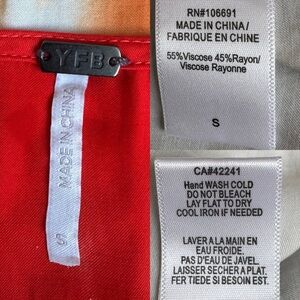 YFB
MADE IN CHINA
RN#106691
MADE IN CHINA/
FABRIQUE EN CHINE
55%Viscose 45%Rayon/
Viscose Rayonne
S
CA#42241
Hand WASH COLD
DO NOT BLEACH
LAY FLAT TO DRY
COOL IRON IF NEEDED
LAVER A LA MAIN EN
EAU FROIDE.
PAS D'EAU DE JAVEL.
LAISSER SECHER A PLAT.
FER DOUX SI BESOIN